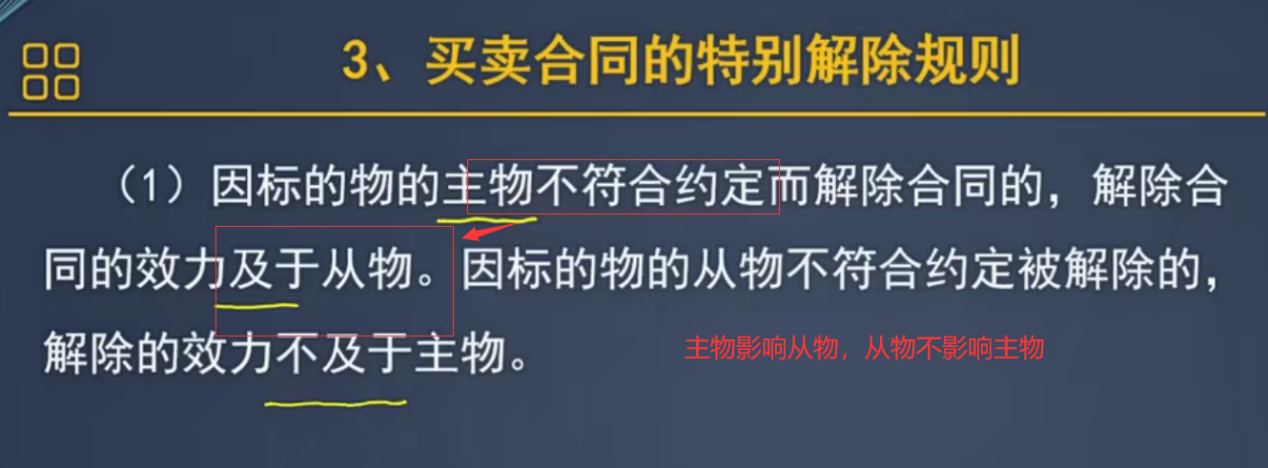 3、买卖合同的特别解除规则
（1）因标的物的主物不符合约定而解除合同的，解除合
同的效力及于从物。因标的物的从物不符合约定被解除的，
解除的效力不及于主物。
主物影响从物，从物不影响主物